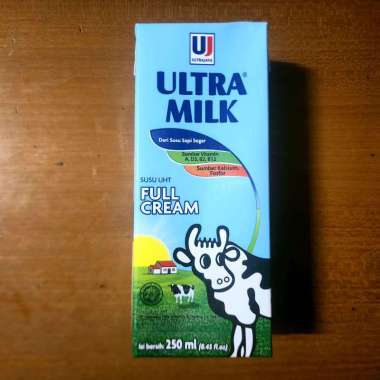 UJ
ULTRAJAYA
ULTRA®
MILK
Dari Susu Sapi Segar
Sumber Vitamin
A, D3, B2, B12
Sumber Kalsium,
Fosfor
SUSU UHT
FULL
CREAM
Isi bersih: 250 ml (8.45 fl.oz)